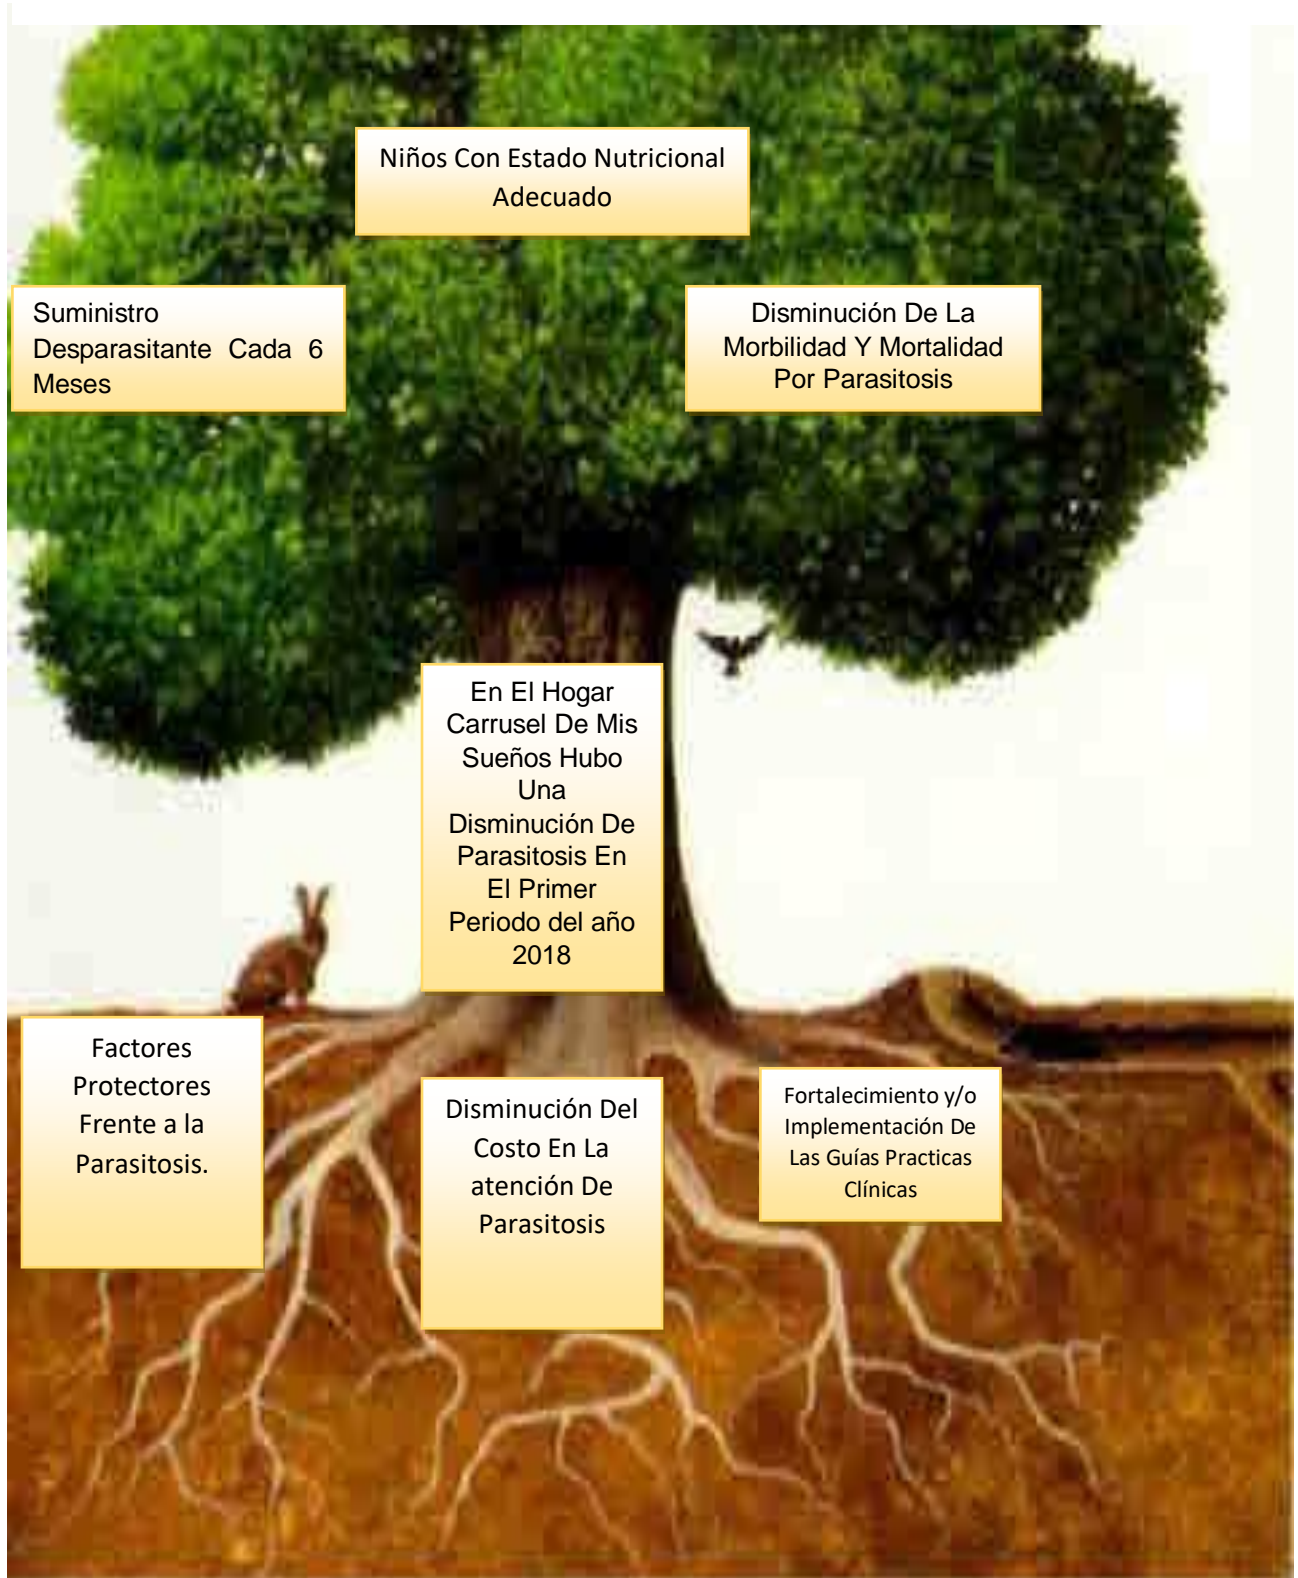 Niños Con Estado Nutricional
Adecuado
Suministro
Desparasitante Cada 6
Meses
Disminución De La
Morbilidad Y Mortalidad
Por Parasitosis
En El Hogar
Carrusel De Mis
Sueños Hubo
Una
Disminución De
Parasitosis En
El Primer
Periodo del año
2018
Factores
Protectores
Frente a la
Parasitosis.
Disminución Del
Costo En La
atención De
Parasitosis
Fortalecimiento y/o
Implementación De
Las Guías Practicas
Clínicas